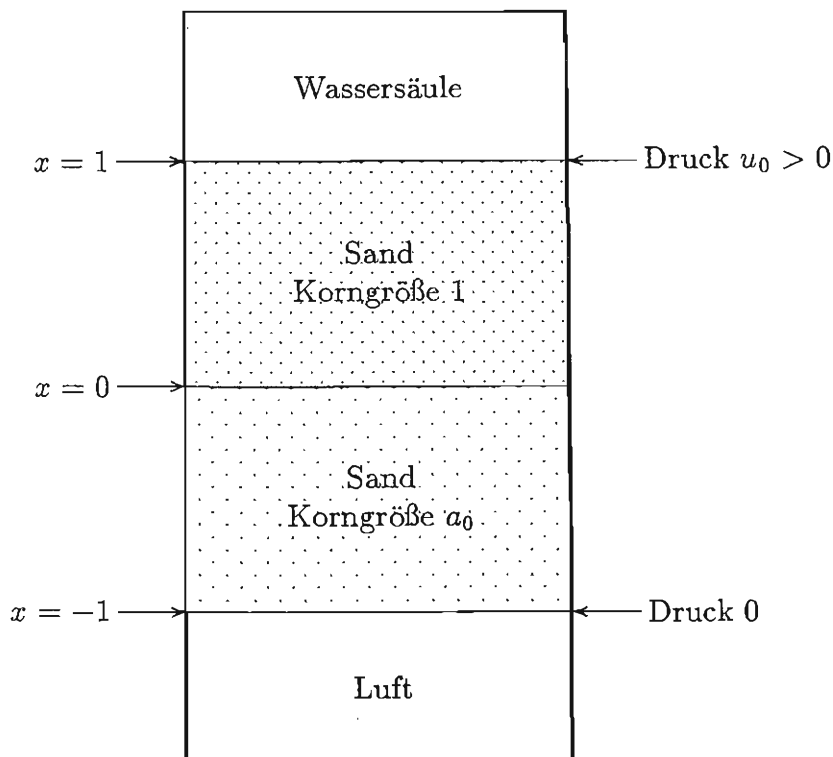 Wassersäule
x = 1
Druck u₀ > 0
Sand
Korngröße 1
x = 0
Sand
Korngröße a₀
x = −1
Druck 0
Luft